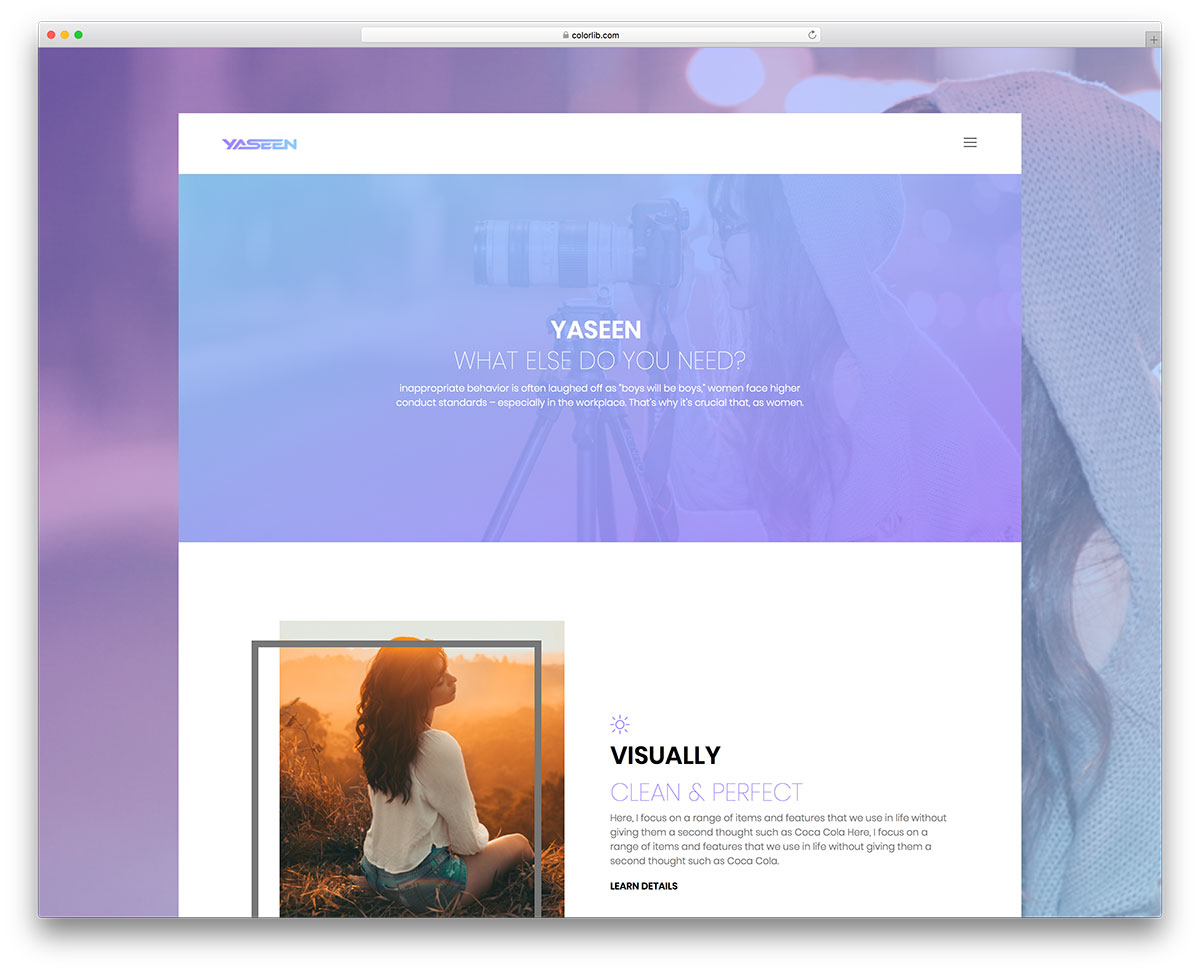 colorlib.com
YASEEN
YASEEN
WHAT ELSE DO YOU NEED?
inappropriate behavior is often laughed off as "boys will be boys," women face higher
conduct standards – especially in the workplace. That's why it's crucial that, as women.
VISUALLY
CLEAN & PERFECT
Here, I focus on a range of items and features that we use in life without
giving them a second thought such as Coca Cola Here, I focus on a
range of items and features that we use in life without giving them a
second thought such as Coca Cola.
LEARN DETAILS